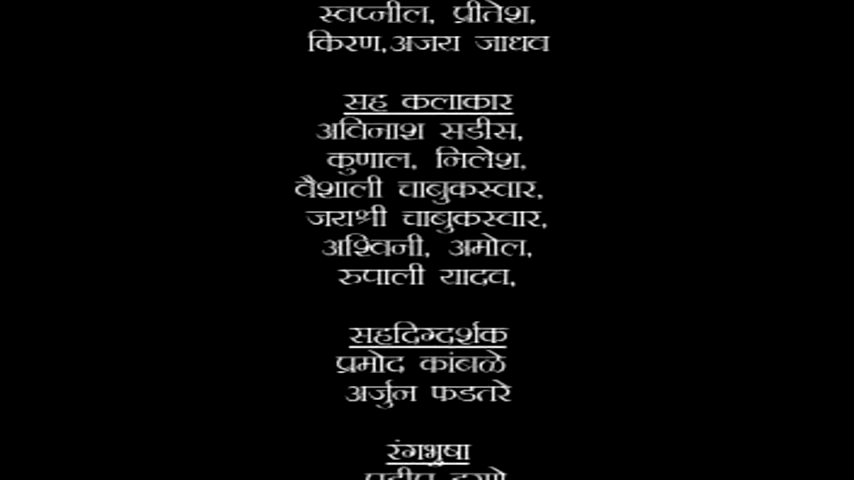 स्वप्नील, प्रीतेश,
किरण,अजय जाधव
सह कलाकार
अविनाश सडीस,
कुणाल, निलेश,
वैशाली चाबुकस्वार,
जयश्री चाबुकस्वार,
अश्विनी, अमोल,
रुपाली यादव,
सहदिग्दर्शक
प्रमोद कांबळे
अर्जुन फडतरे
रंगभुषा